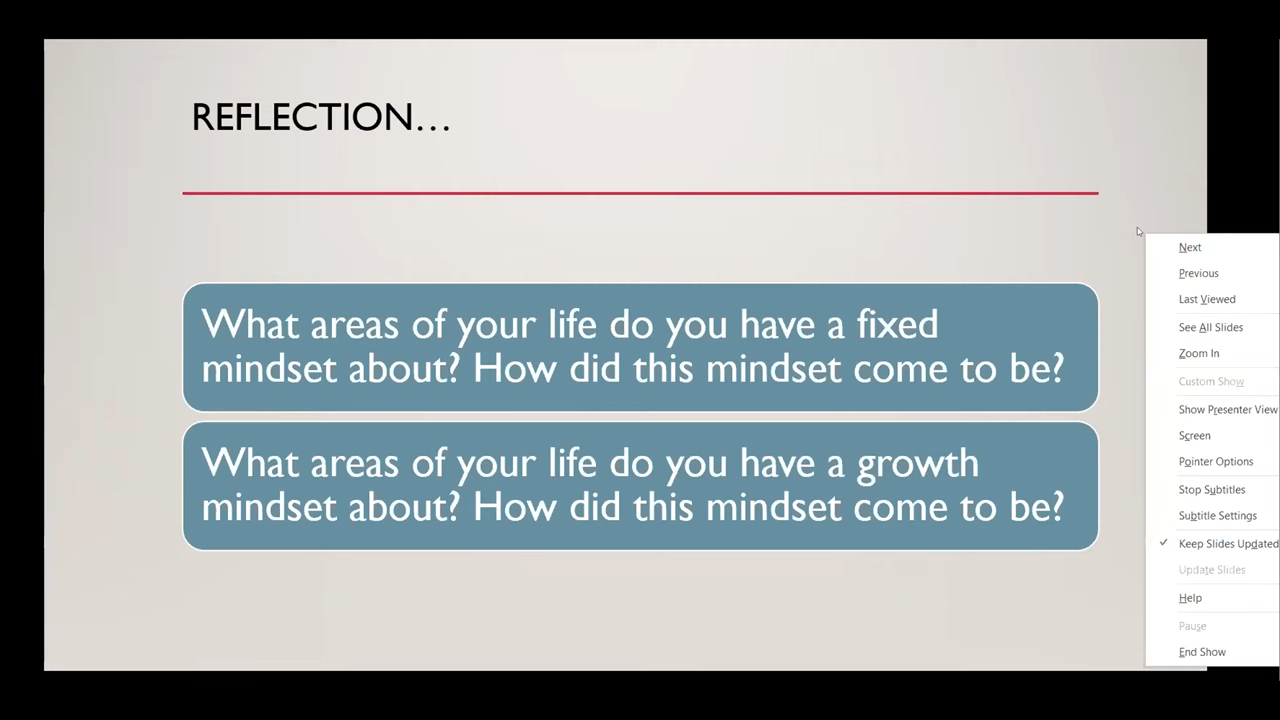 REFLECTION…
What areas of your life do you have a fixed
mindset about? How did this mindset come to be?
What areas of your life do you have a growth
mindset about? How did this mindset come to be?
Next
Previous
Last Viewed
See All Slides
Zoom In
Custom Show
Show Presenter View
Screen
Pointer Options
Stop Subtitles
Subtitle Settings
Keep Slides Updated
Update Slides
Help
Pause
End Show